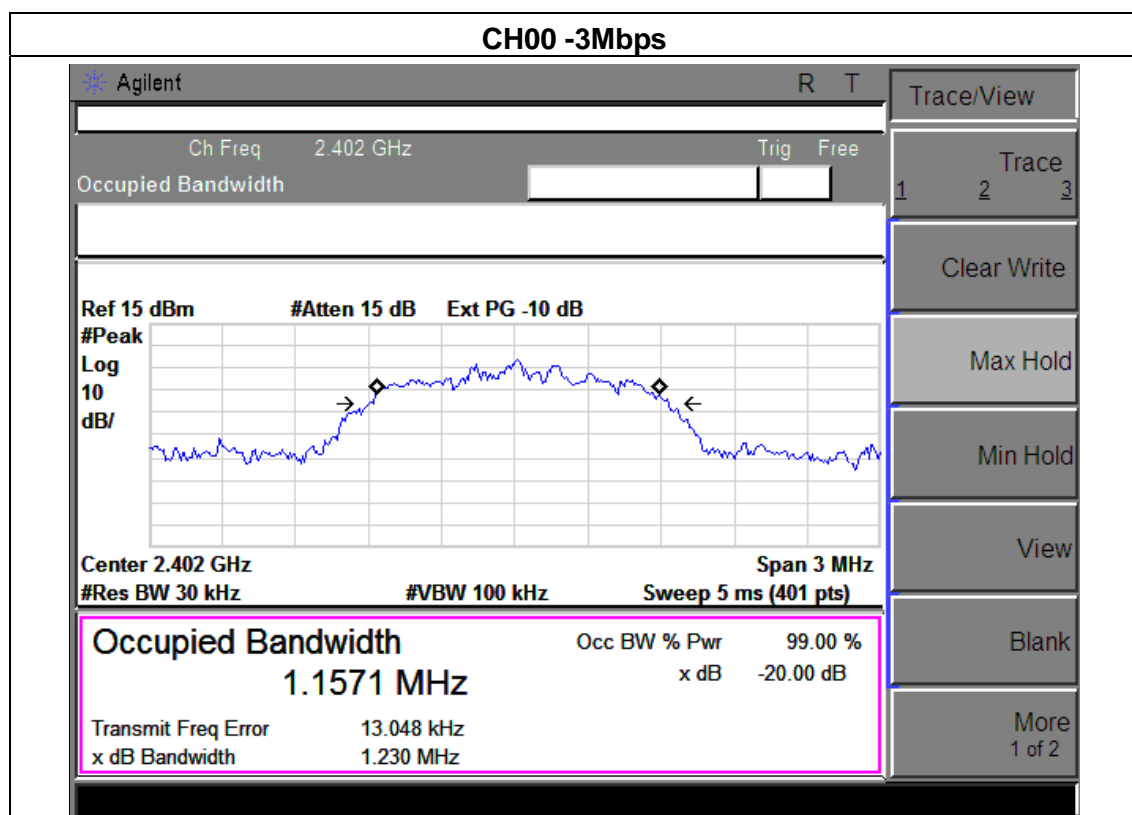 CH00 -3Mbps
Agilent R T
Ch Freq 2.402 GHz Trig Free
Occupied Bandwidth
Ref 15 dBm #Atten 15 dB Ext PG -10 dB
#Peak
Log
10
dB/
Center 2.402 GHz Span 3 MHz
#Res BW 30 kHz #VBW 100 kHz Sweep 5 ms (401 pts)
Occupied Bandwidth
1.1571 MHz
Occ BW % Pwr 99.00 %
x dB -20.00 dB
Transmit Freq Error 13.048 kHz
x dB Bandwidth 1.230 MHz
Trace/View
Trace
1 2 3
Clear Write
Max Hold
Min Hold
View
Blank
More
1 of 2